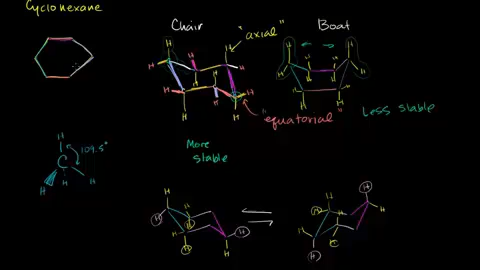 Cyclohexane
Chair
"axial"
Boat
"equatorial"
Less stable
More
stable
109.5°
H
C
H
H
H